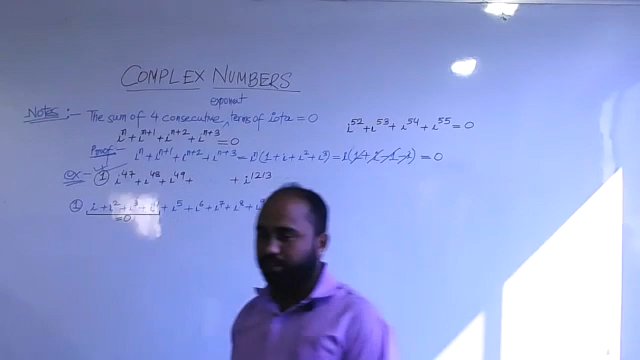 COMPLEX NUMBERS
Notes :- The sum of 4 consecutive exponent terms of iota = 0
i^52 + i^53 + i^54 + i^55 = 0
i^n + i^n+1 + i^n+2 + i^n+3 = 0
Proof- i^n + i^n+1 + i^n+2 + i^n+3 = i^n (1 + i + i^2 + i^3) = i(1 + i - 1 - i) = 0
ex- ① i^47 + i^48 + i^49 + + i^1213
① i + i^2 + i^3 + i^4 + i^5 + i^6 + i^7 + i^8 + i^9
= 0